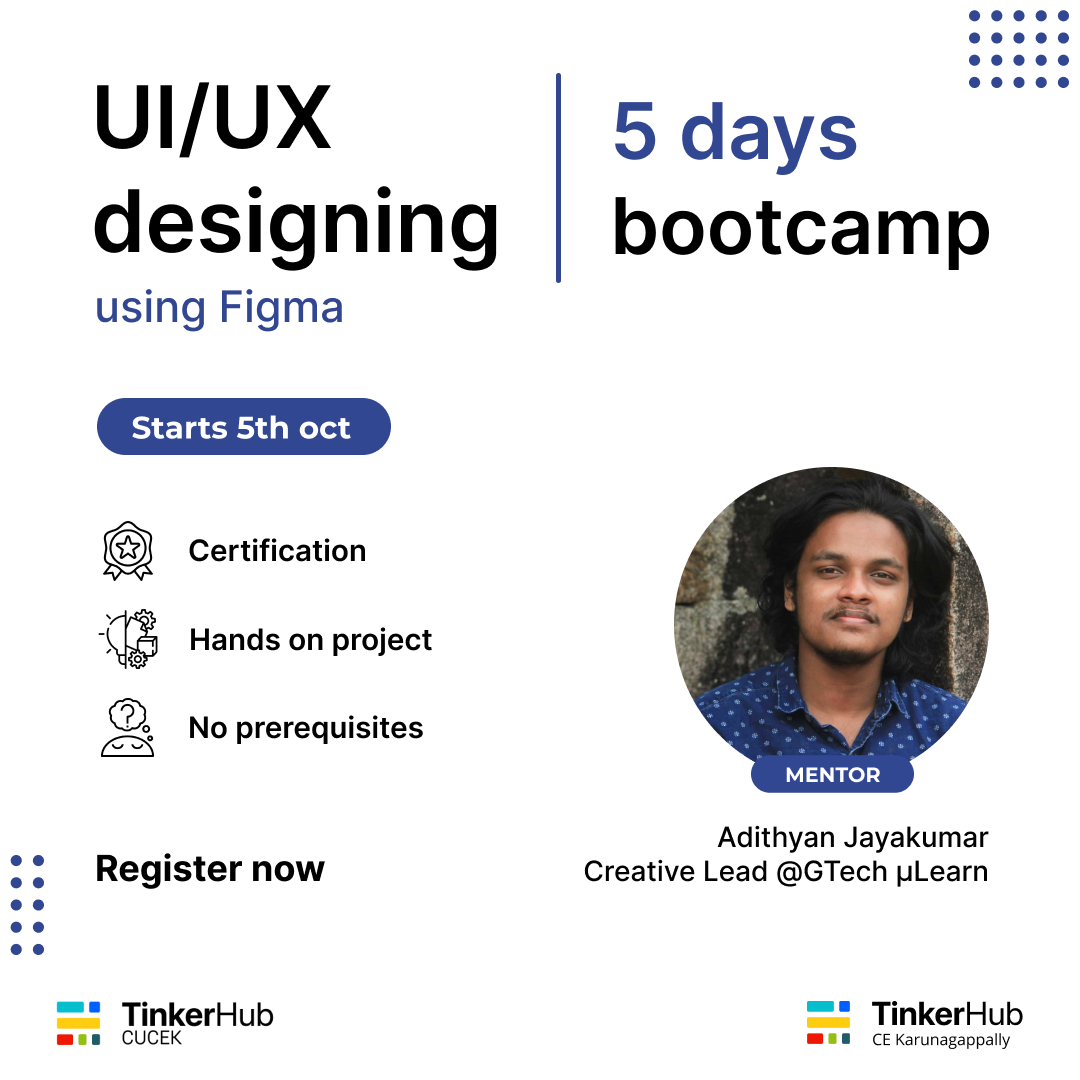 UI/UX
designing
using Figma
5 days
bootcamp
Starts 5th oct
Certification
Hands on project
No prerequisites
Register now
MENTOR
Adithyan Jayakumar
Creative Lead @GTech µLearn
TinkerHub
CUCEK
TinkerHub
CE Karunagappally